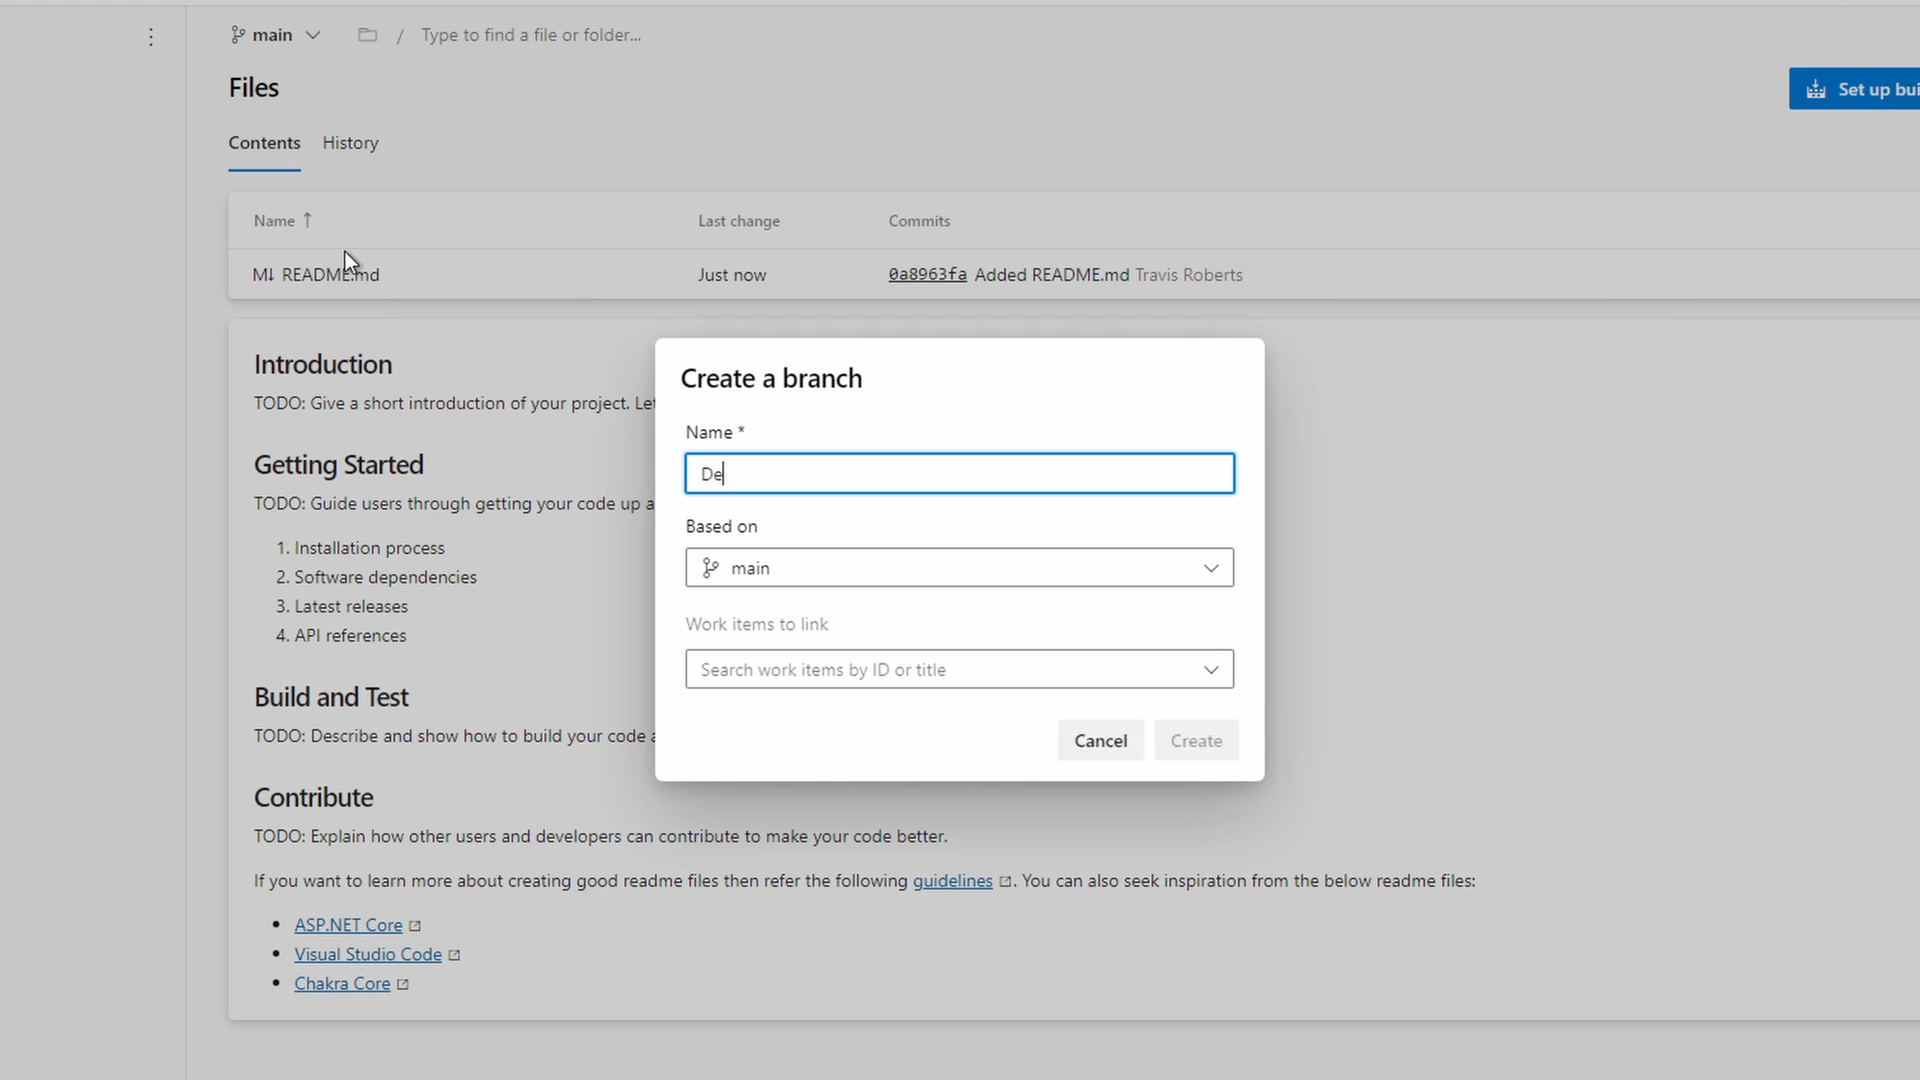 main
/ Type to find a file or folder...
Files
Set up bui
Contents History
Name ↑ Last change Commits
M↓ README.md Just now 0a8963fa Added README.md Travis Roberts
Introduction
TODO: Give a short introduction of your project. Let
Getting Started
TODO: Guide users through getting your code up a
1. Installation process
2. Software dependencies
3. Latest releases
4. API references
Build and Test
TODO: Describe and show how to build your code a
Contribute
TODO: Explain how other users and developers can contribute to make your code better.
If you want to learn more about creating good readme files then refer the following guidelines. You can also seek inspiration from the below readme files:
• ASP.NET Core
• Visual Studio Code
• Chakra Core
Create a branch
Name *
De
Based on
main
Work items to link
Search work items by ID or title
Cancel Create